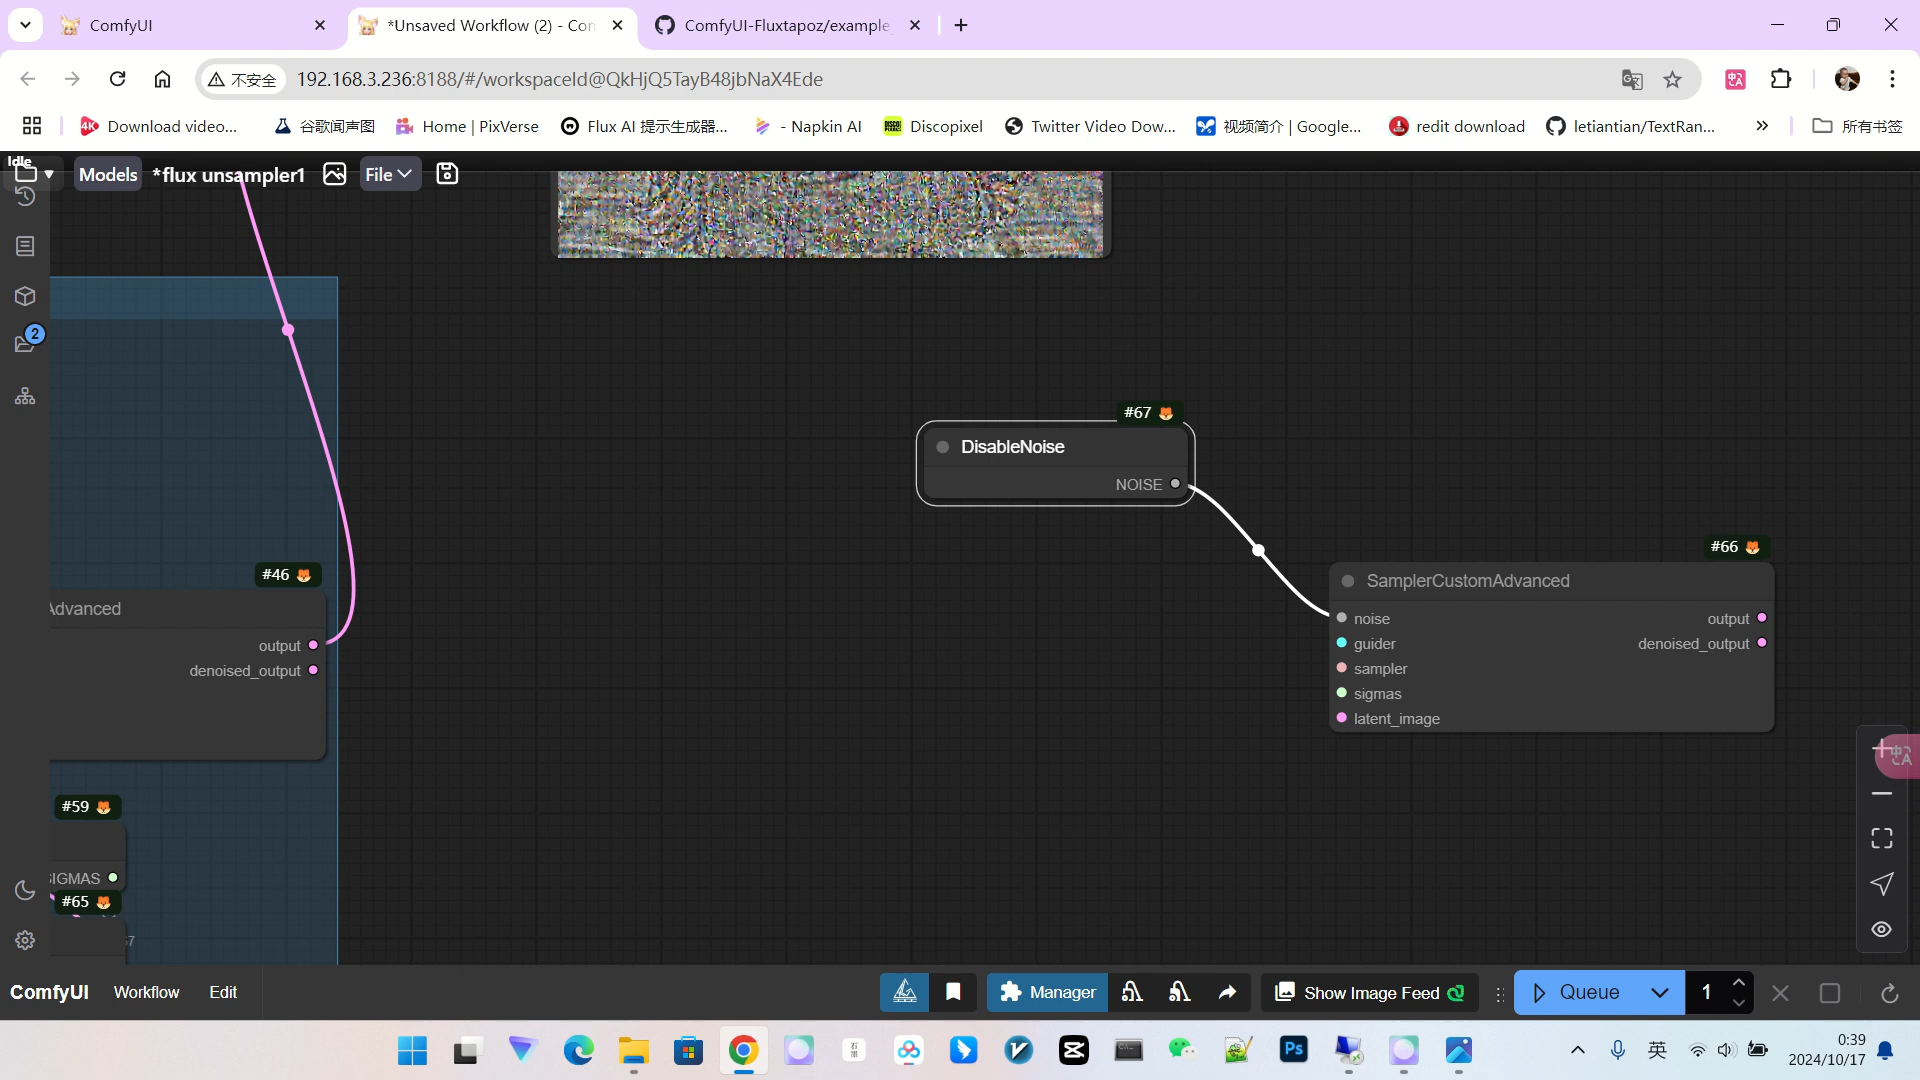 ComfyUI
*Unsaved Workflow (2) - Con
ComfyUI-Fluxtapoz/example
不安全
192.168.3.236:8188/#/workspaceId@QkHjQ5TayB48jbNaX4Ede
4K Download video...
谷歌闻声图
Home | PixVerse
Flux AI 提示生成器...
- Napkin AI
Discopixel
Twitter Video Dow...
视频简介 | Google...
redit download
letiantian/TextRan...
»
所有书签
Idle
Models
*flux unsampler1
File
2
#67
DisableNoise
NOISE
#66
SamplerCustomAdvanced
noise
output
guider
denoised_output
sampler
sigmas
latent_image
#46
Advanced
output
denoised_output
#59
SIGMAS
#65
ComfyUI
Workflow
Edit
Manager
Show Image Feed
Queue
1
Ps
英
0:39
2024/10/17